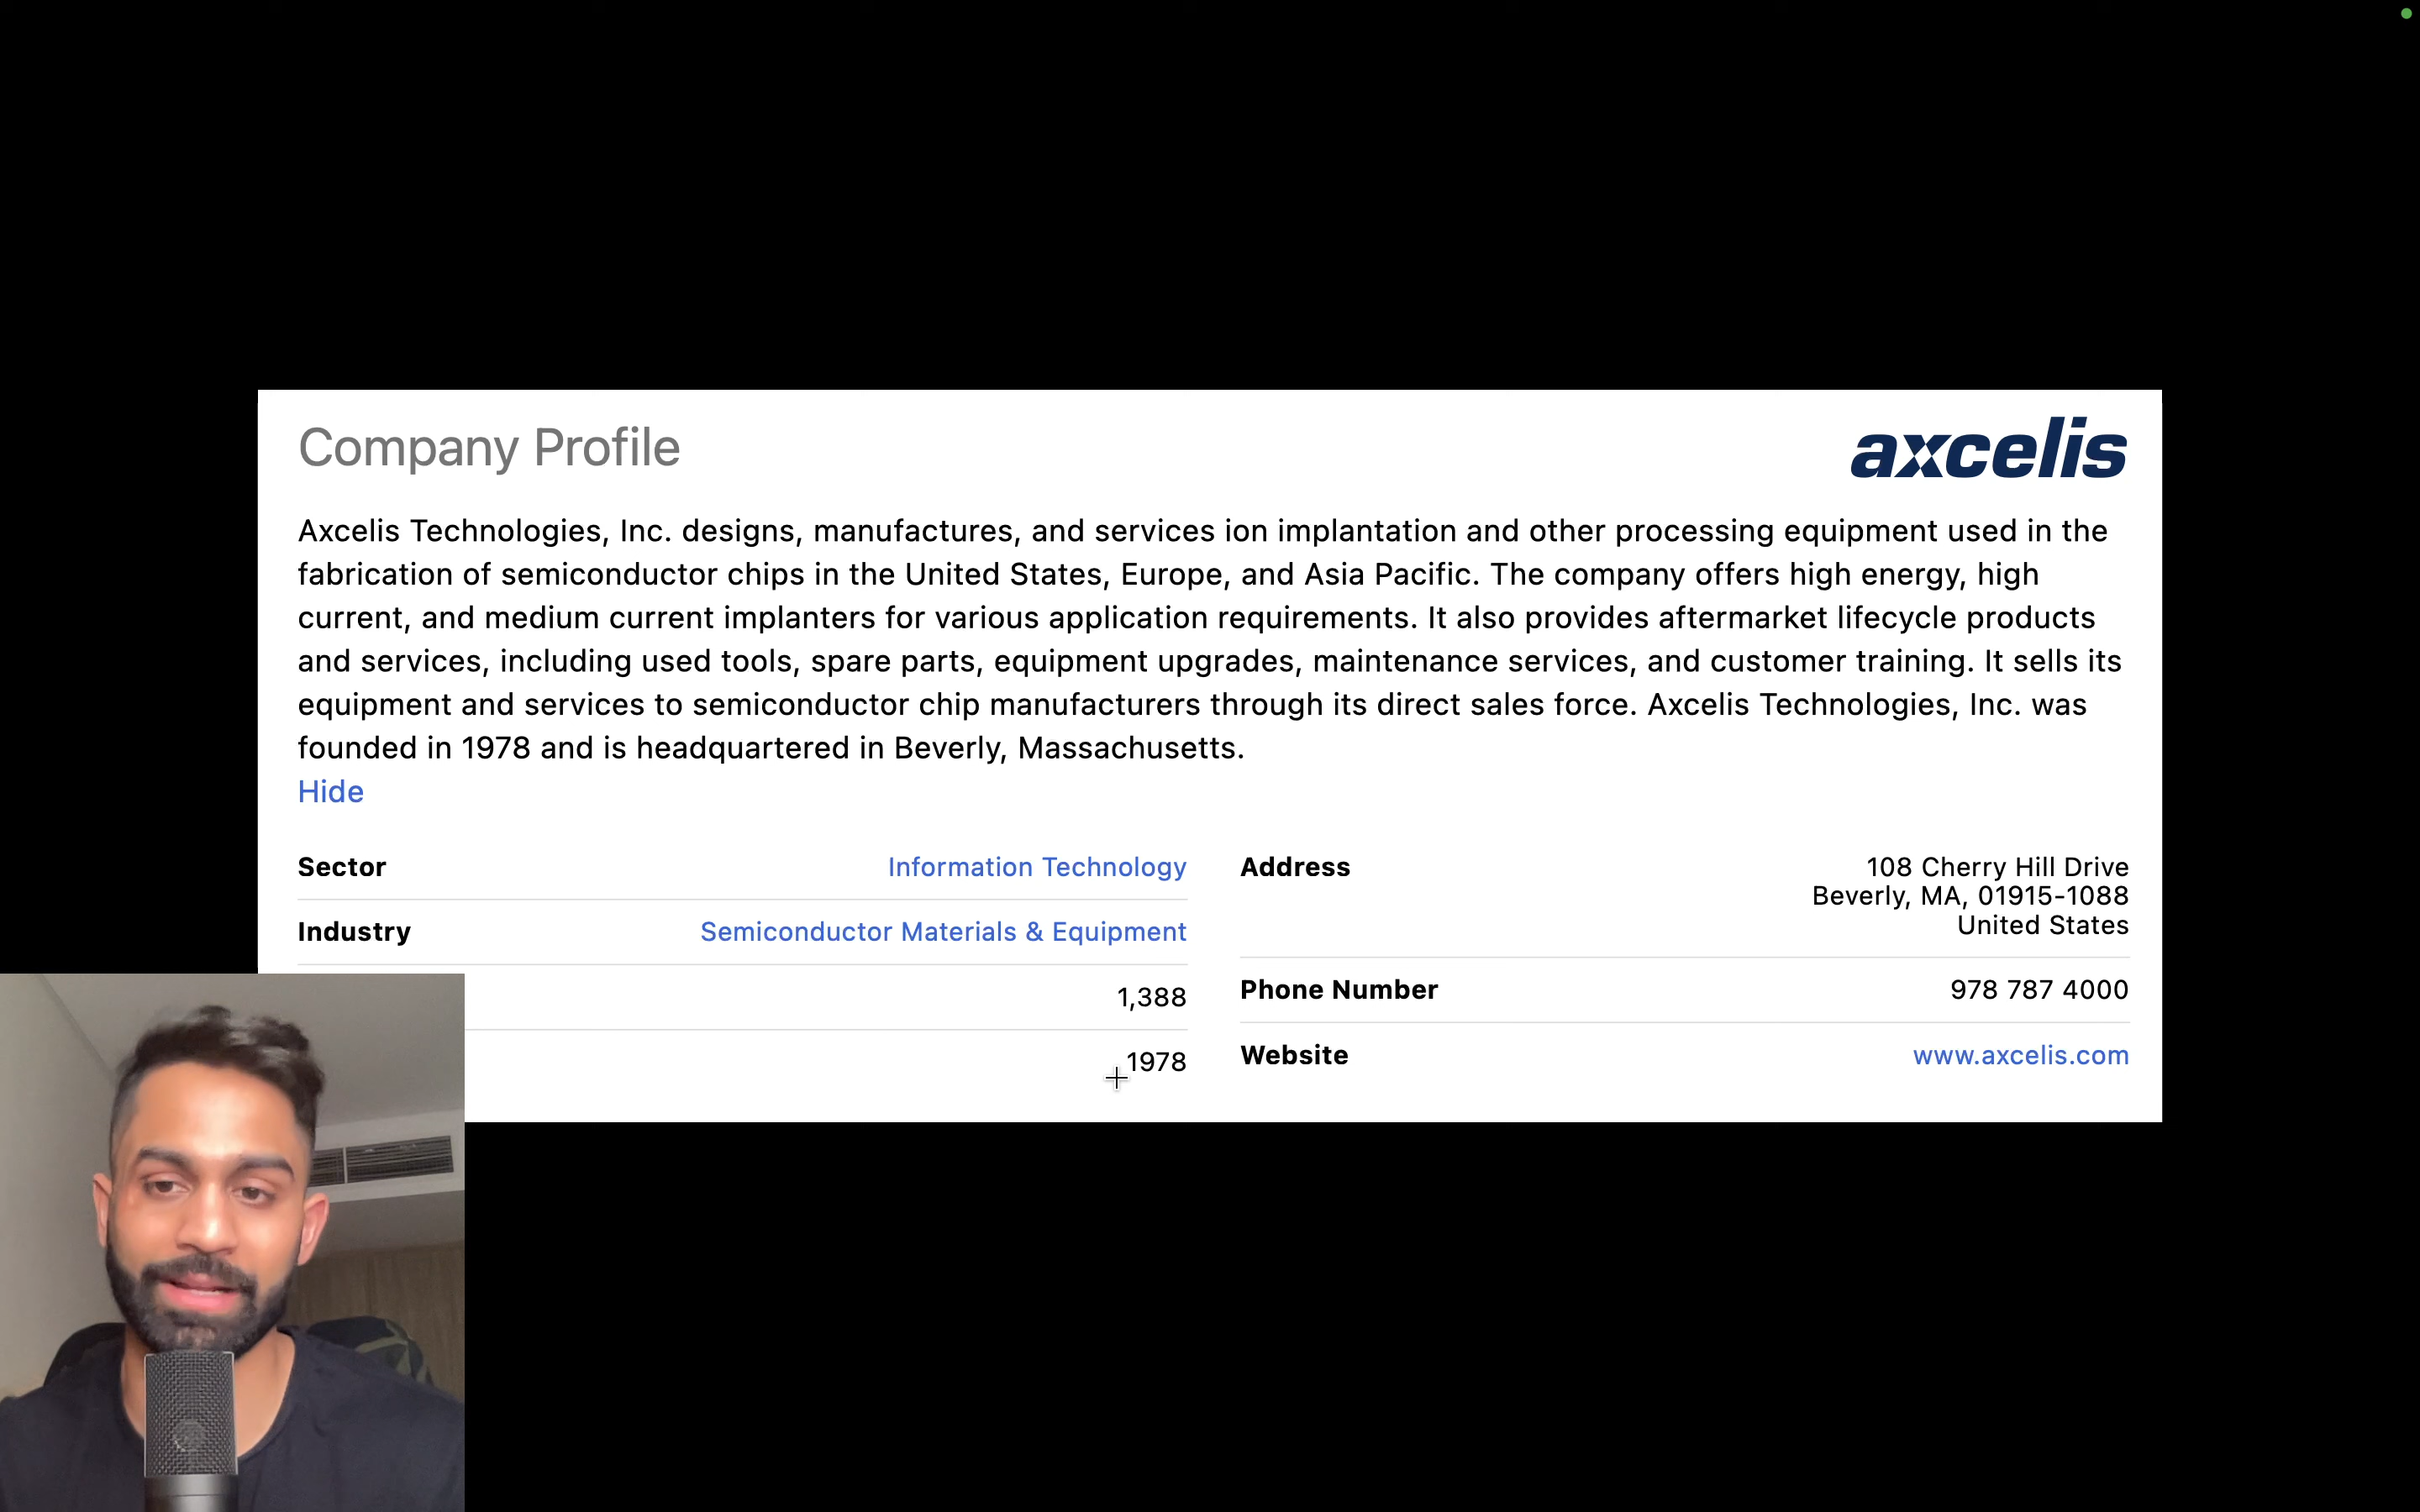 Company Profile
axcelis
Axcelis Technologies, Inc. designs, manufactures, and services ion implantation and other processing equipment used in the
fabrication of semiconductor chips in the United States, Europe, and Asia Pacific. The company offers high energy, high
current, and medium current implanters for various application requirements. It also provides aftermarket lifecycle products
and services, including used tools, spare parts, equipment upgrades, maintenance services, and customer training. It sells its
equipment and services to semiconductor chip manufacturers through its direct sales force. Axcelis Technologies, Inc. was
founded in 1978 and is headquartered in Beverly, Massachusetts.
Hide
Sector Information Technology
Industry Semiconductor Materials & Equipment
1,388
1978
Address 108 Cherry Hill Drive
Beverly, MA, 01915-1088
United States
Phone Number 978 787 4000
Website www.axcelis.com